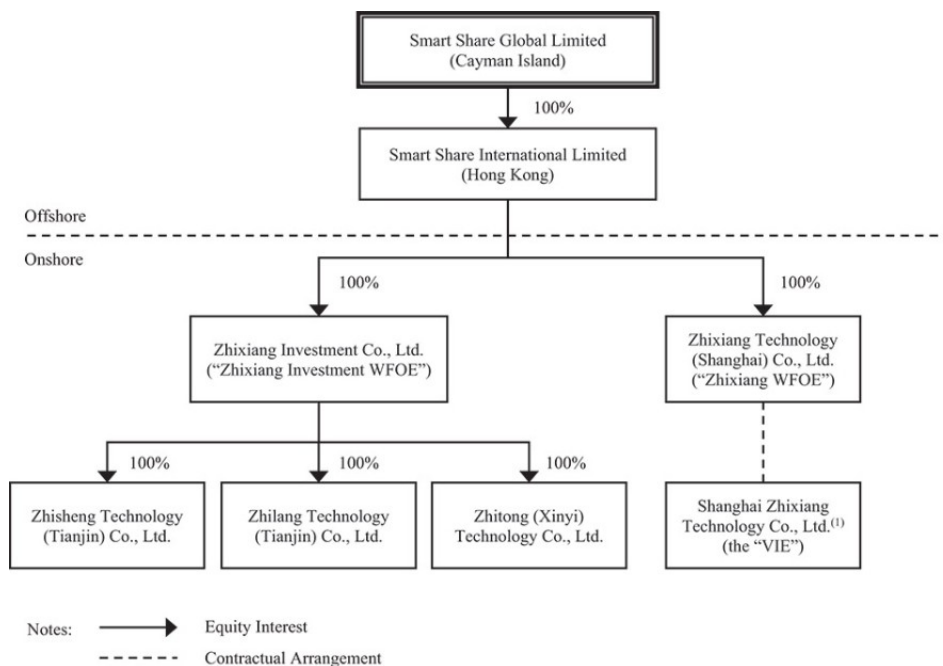 Smart Share Global Limited
(Cayman Island)
100%
Smart Share International Limited
(Hong Kong)
Offshore
Onshore
100%
100%
Zhixiang Investment Co., Ltd.
(“Zhixiang Investment WFOE”)
Zhixiang Technology
(Shanghai) Co., Ltd.
(“Zhixiang WFOE”)
100%
100%
100%
Zhisheng Technology
(Tianjin) Co., Ltd.
Zhilang Technology
(Tianjin) Co., Ltd.
Zhitong (Xinyi)
Technology Co., Ltd.
Shanghai Zhixiang
Technology Co., Ltd.(1)
(the “VIE”)
Notes:
Equity Interest
Contractual Arrangement